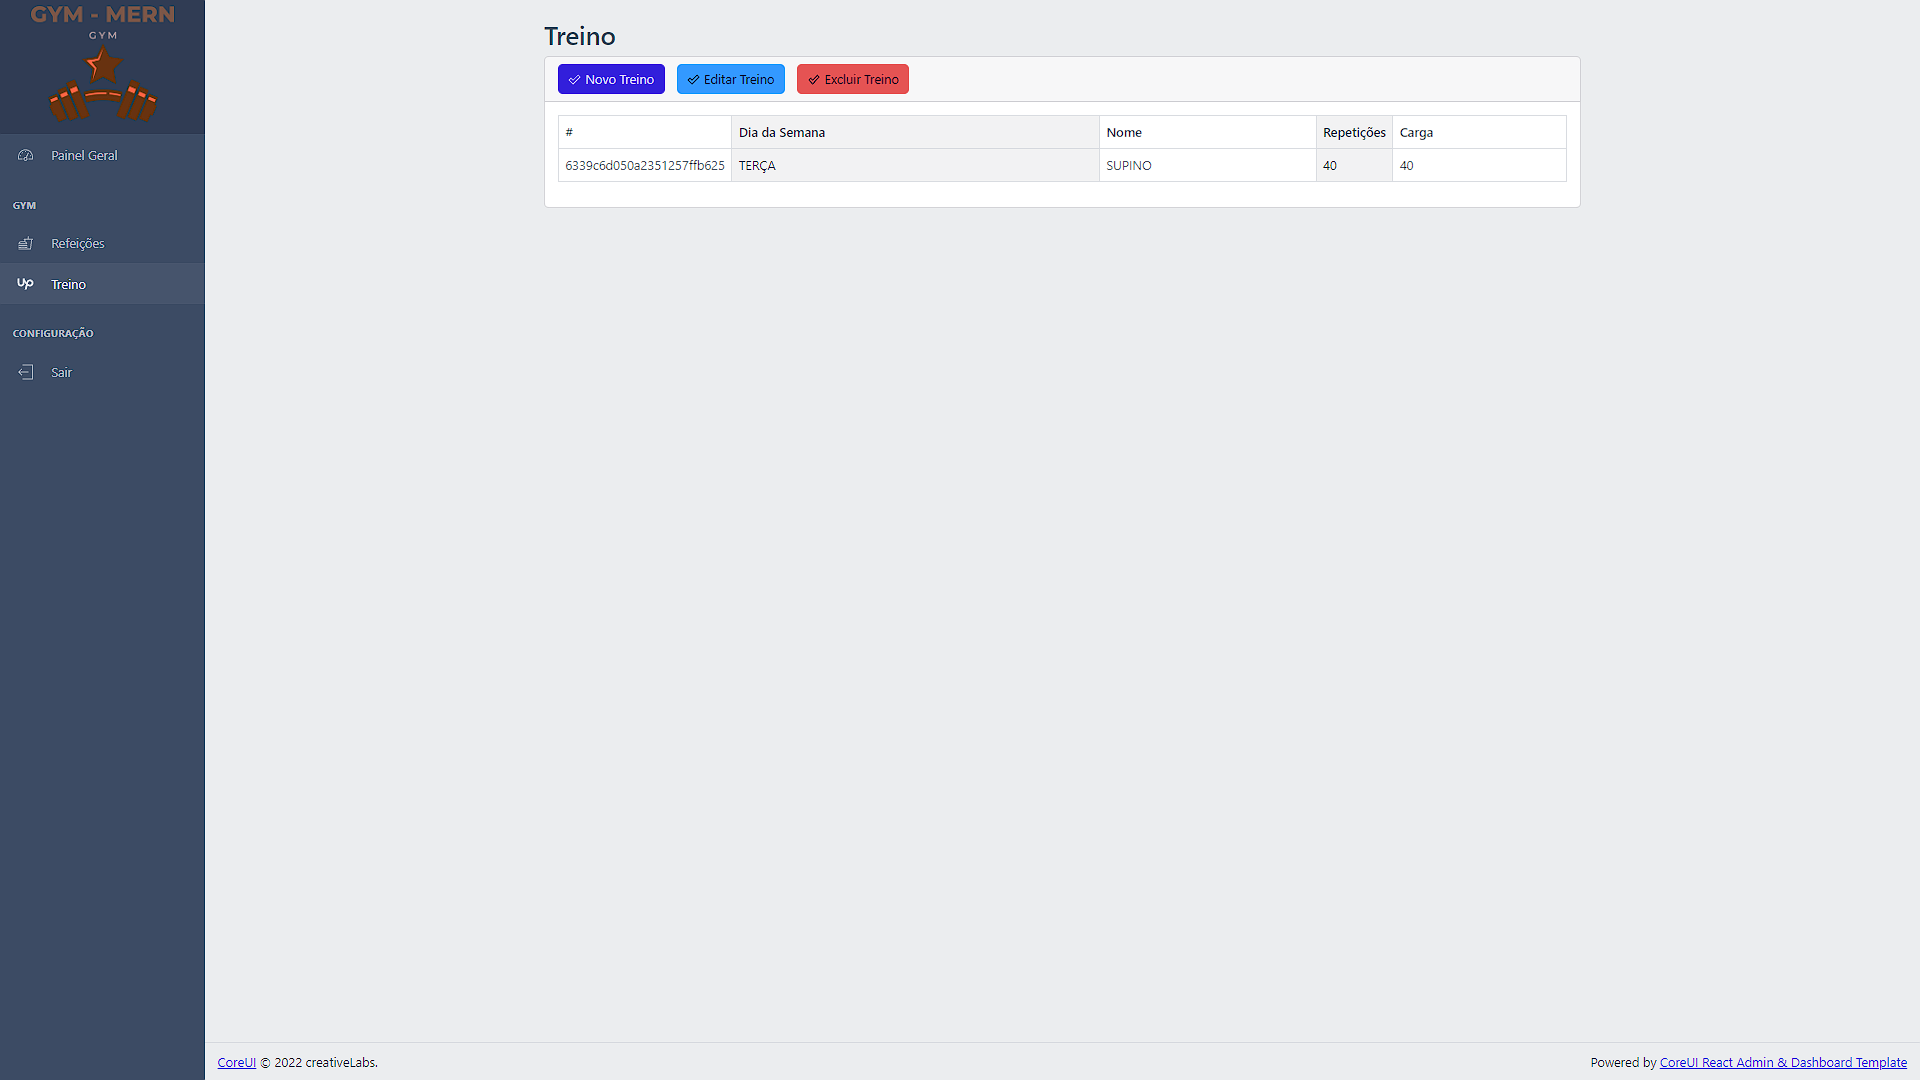 GYM - MERN
GYM
Painel Geral
GYM
Refeições
Up Treino
CONFIGURAÇÃO
Sair
Treino
Novo Treino Editar Treino Excluir Treino
# Dia da Semana Nome Repetições Carga
6339c6d050a2351257ffb625 TERÇA SUPINO 40 40
CoreUI © 2022 creativeLabs.
Powered by CoreUI React Admin & Dashboard Template